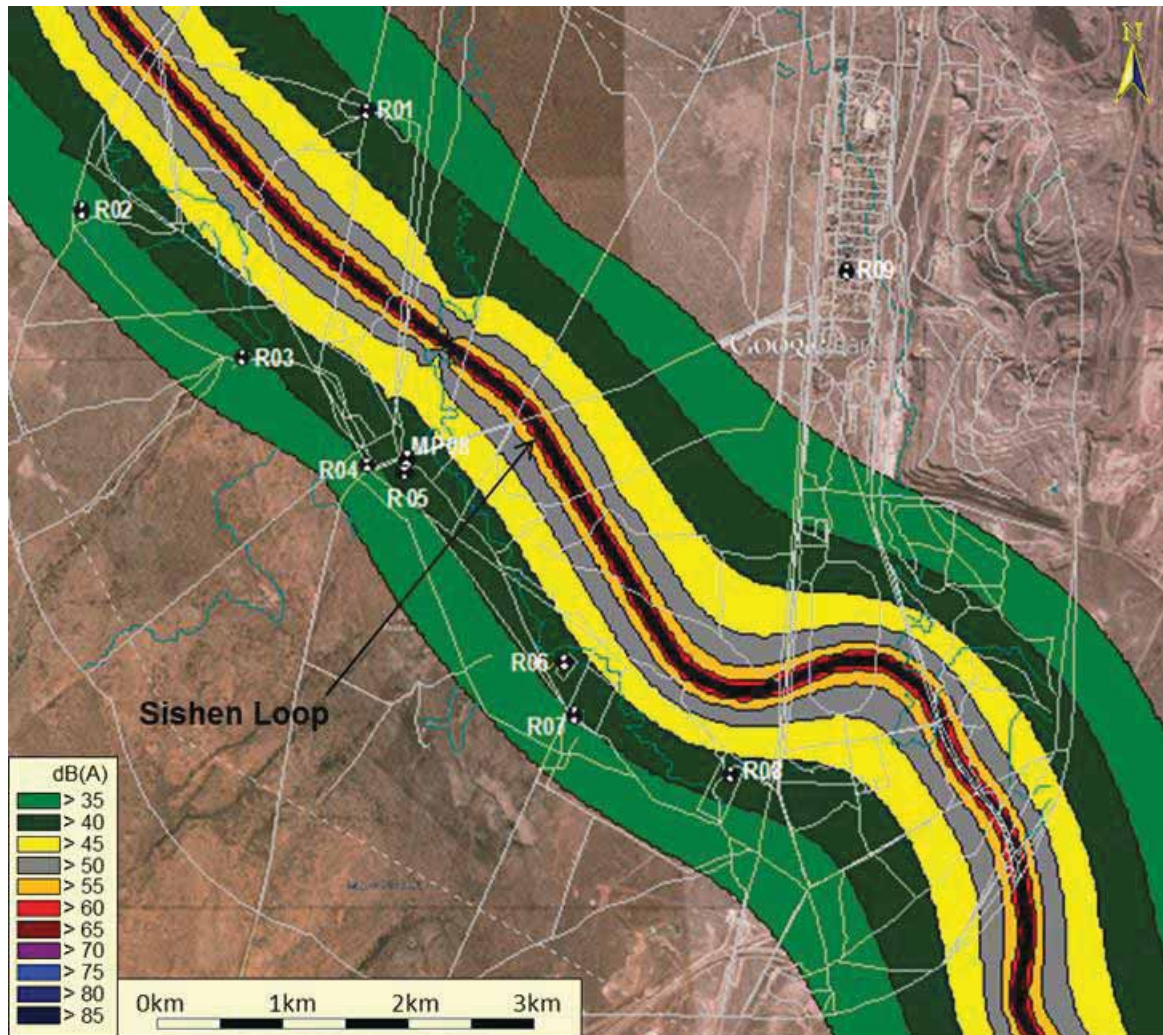 N
R01
R02
R09
Google
R03
MP08
R04
R05
R06
Sishen Loop
R07
R08
dB(A)
> 35
> 40
> 45
> 50
> 55
> 60
> 65
> 70
> 75
> 80
> 85
0km 1km 2km 3km